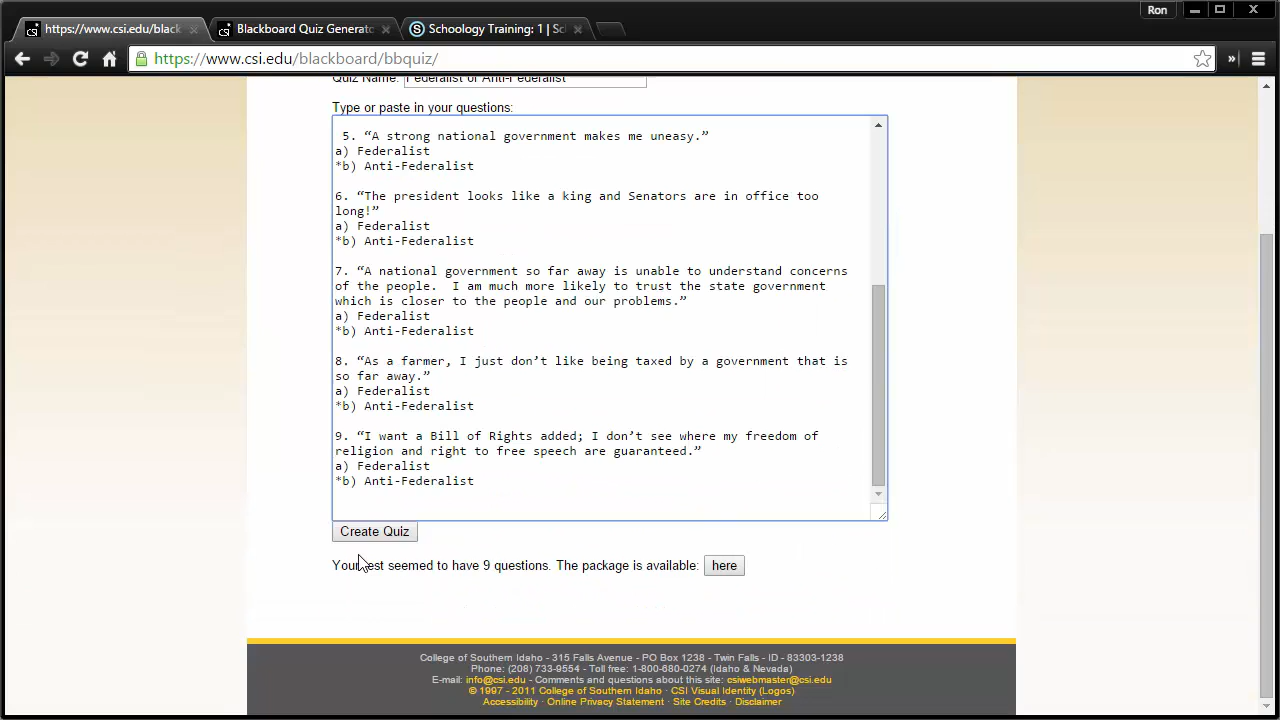 Ron
https://www.csi.edu/black
Blackboard Quiz Generato
Schoology Training: 1 | Sc
https://www.csi.edu/blackboard/bbquiz/
Quiz Name: Federalist or Anti-Federalist
Type or paste in your questions:
5. “A strong national government makes me uneasy.”
a) Federalist
*b) Anti-Federalist
6. “The president looks like a king and Senators are in office too
long!”
a) Federalist
*b) Anti-Federalist
7. “A national government so far away is unable to understand concerns
of the people.  I am much more likely to trust the state government
which is closer to the people and our problems.”
a) Federalist
*b) Anti-Federalist
8. “As a farmer, I just don’t like being taxed by a government that is
so far away.”
a) Federalist
*b) Anti-Federalist
9. “I want a Bill of Rights added; I don’t see where my freedom of
religion and right to free speech are guaranteed.”
a) Federalist
*b) Anti-Federalist
Create Quiz
Your test seemed to have 9 questions. The package is available: here
College of Southern Idaho - 315 Falls Avenue - PO Box 1238 - Twin Falls - ID - 83303-1238
Phone: (208) 733-9554 - Toll free: 1-800-680-0274 (Idaho & Nevada)
E-mail: info@csi.edu - Comments and questions about this site: csiwebmaster@csi.edu
© 1997 - 2011 College of Southern Idaho · CSI Visual Identity (Logos)
Accessibility · Online Privacy Statement · Site Credits · Disclaimer